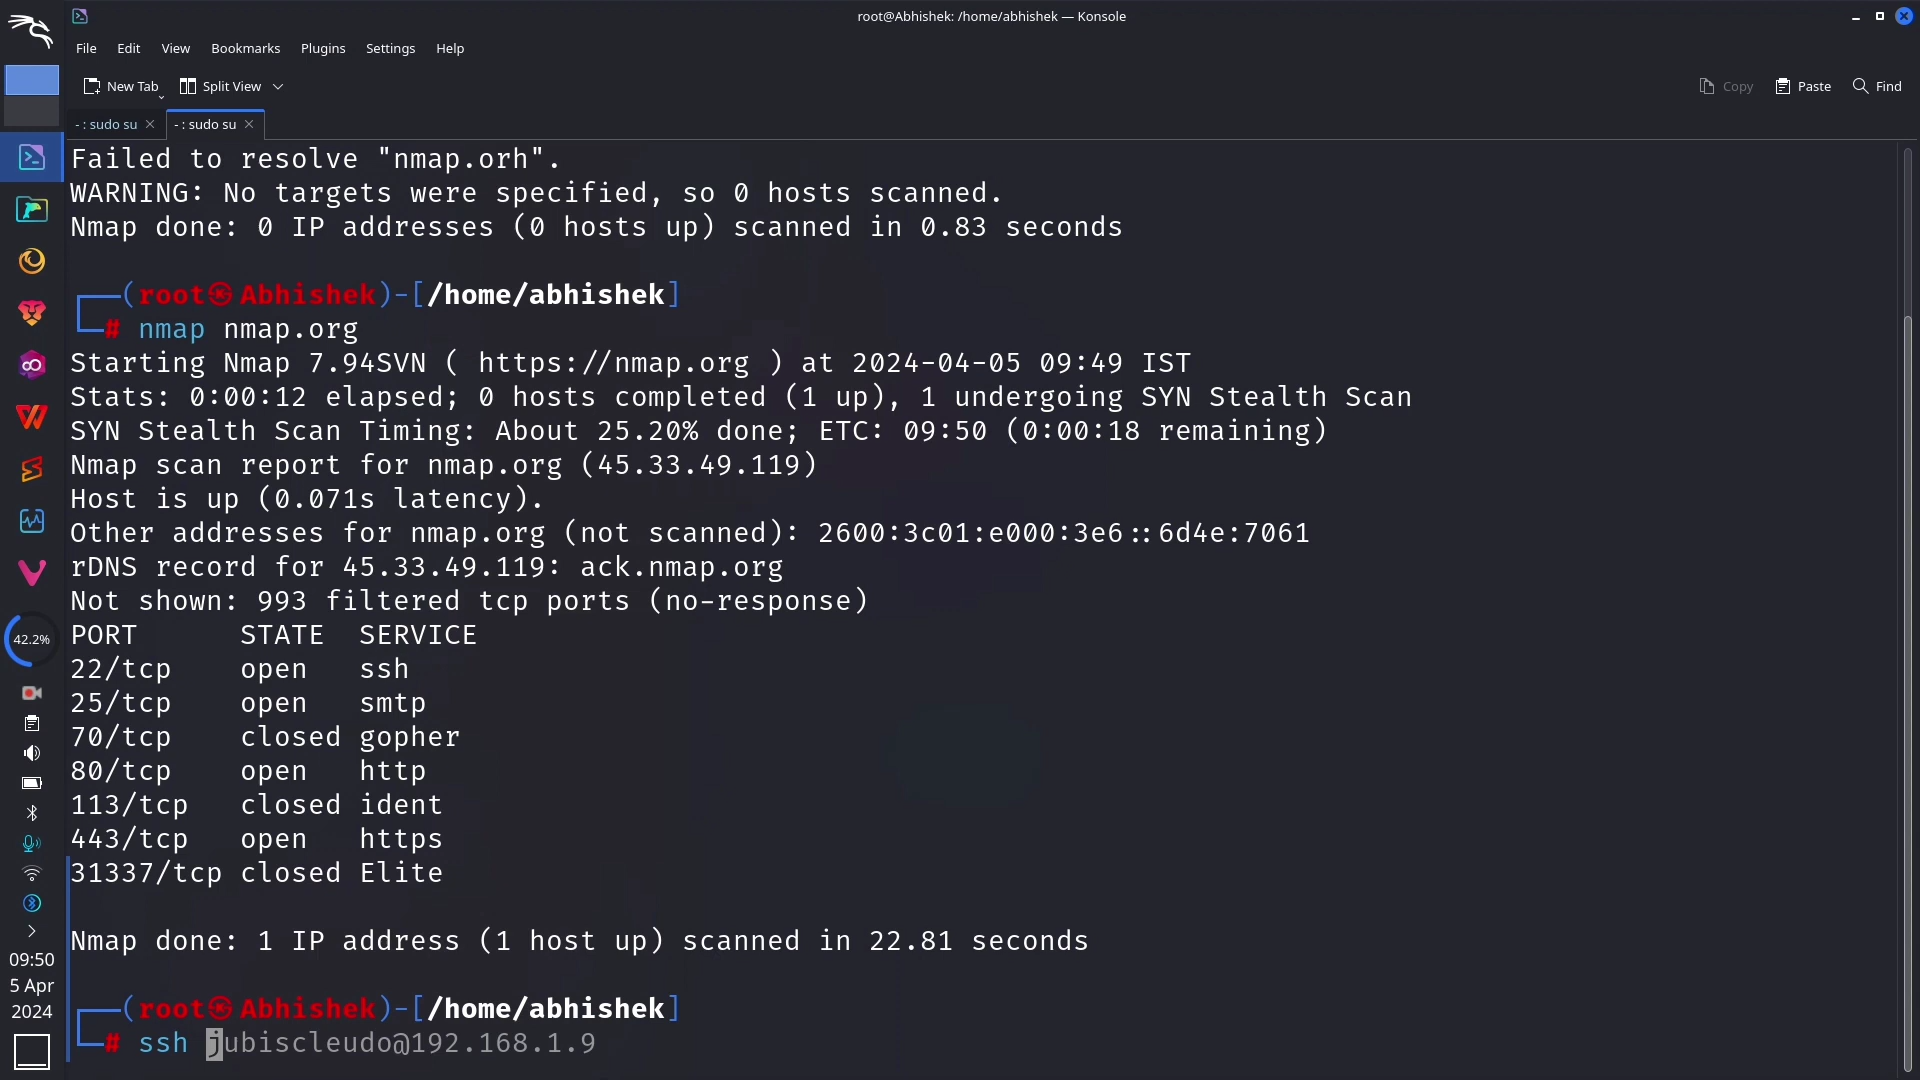 root@Abhishek: /home/abhishek — Konsole
File Edit View Bookmarks Plugins Settings Help
New Tab Split View Copy Paste Find
- : sudo su - : sudo su
Failed to resolve "nmap.orh".
WARNING: No targets were specified, so 0 hosts scanned.
Nmap done: 0 IP addresses (0 hosts up) scanned in 0.83 seconds
┌──(root㉿Abhishek)-[/home/abhishek]
└─# nmap nmap.org
Starting Nmap 7.94SVN ( https://nmap.org ) at 2024-04-05 09:49 IST
Stats: 0:00:12 elapsed; 0 hosts completed (1 up), 1 undergoing SYN Stealth Scan
SYN Stealth Scan Timing: About 25.20% done; ETC: 09:50 (0:00:18 remaining)
Nmap scan report for nmap.org (45.33.49.119)
Host is up (0.071s latency).
Other addresses for nmap.org (not scanned): 2600:3c01:e000:3e6::6d4e:7061
rDNS record for 45.33.49.119: ack.nmap.org
Not shown: 993 filtered tcp ports (no-response)
PORT STATE SERVICE
22/tcp open ssh
25/tcp open smtp
70/tcp closed gopher
80/tcp open http
113/tcp closed ident
443/tcp open https
31337/tcp closed Elite
Nmap done: 1 IP address (1 host up) scanned in 22.81 seconds
┌──(root㉿Abhishek)-[/home/abhishek]
└─# ssh jubiscleudo@192.168.1.9
42.2%
09:50
5 Apr
2024